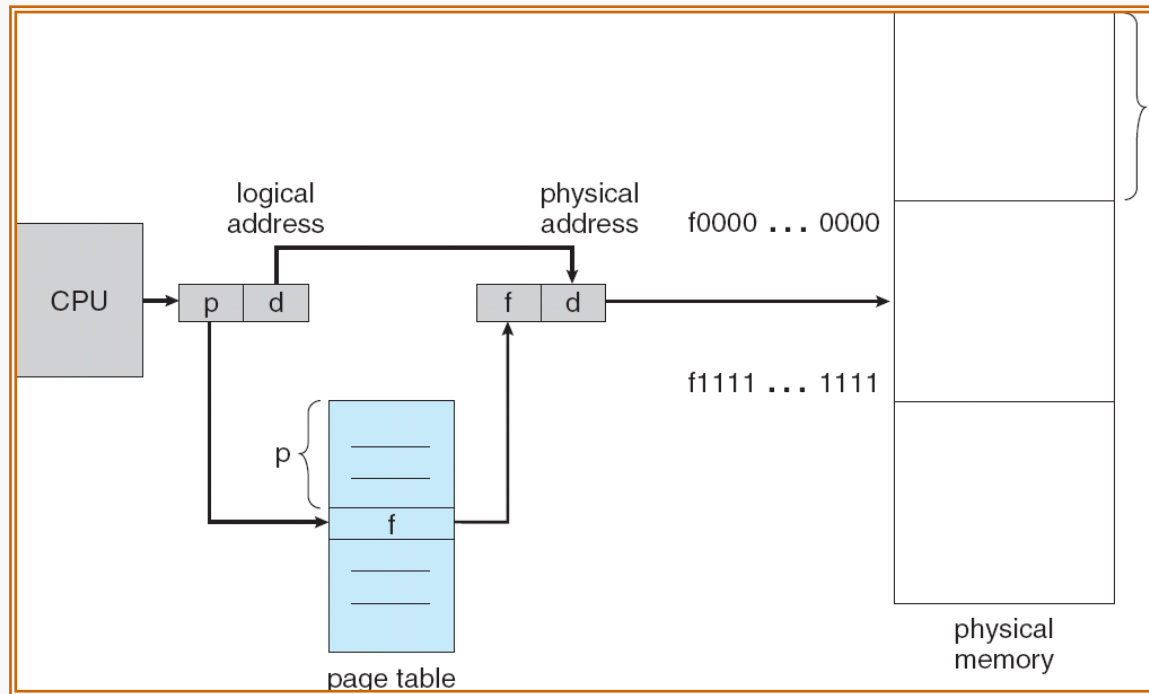 logical
address
physical
address
f0000 ... 0000
CPU
p d
f d
f1111 ... 1111
p
f
physical
memory
page table